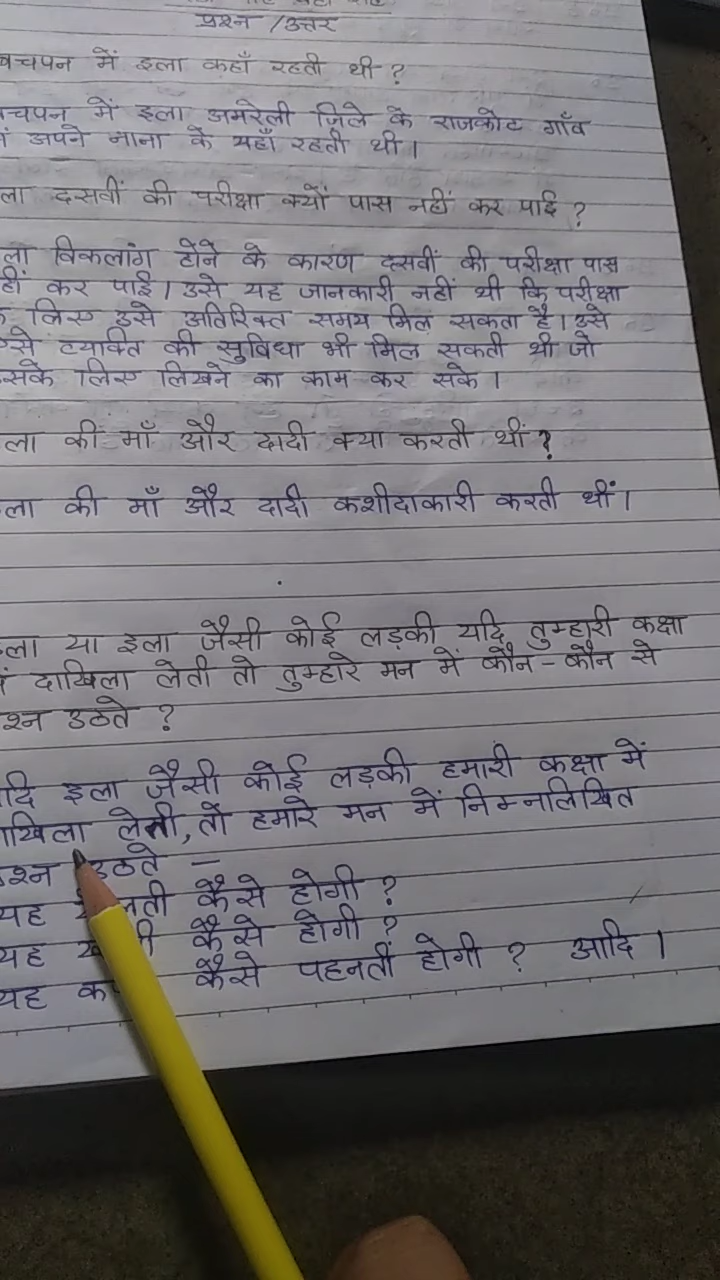 प्रश्न / उत्तर
बचपन में इला कहाँ रहती थी ?
बचपन में इला अमरेली ज़िले के राजकोट गाँव
में अपने नाना के यहाँ रहती थी।
ला दसवीं की परीक्षा क्यों पास नहीं कर पाई ?
ला विकलांग होने के कारण दसवीं की परीक्षा पास
हीं कर पाई। उसे यह जानकारी नहीं थी कि परीक्षा
के लिए उसे अतिरिक्त समय मिल सकता है। उसे
से व्यक्ति की सुविधा भी मिल सकती थी जो
सके लिए लिखने का काम कर सके।
ला की माँ और दादी क्या करती थीं ?
ला की माँ और दादी कशीदाकारी करती थीं।
ला या इला जैसी कोई लड़की यदि तुम्हारी कक्षा
में दाखिला लेती तो तुम्हारे मन में कौन - कौन से
श्न उठते ?
दि इला जैसी कोई लड़की हमारी कक्षा में
ाखिला लेती, तो हमारे मन में निम्नलिखित
श्न उठते –
यह कैसे होगी ?
यह कैसे होगी ?
यह कैसे पहनती होगी ? आदि।